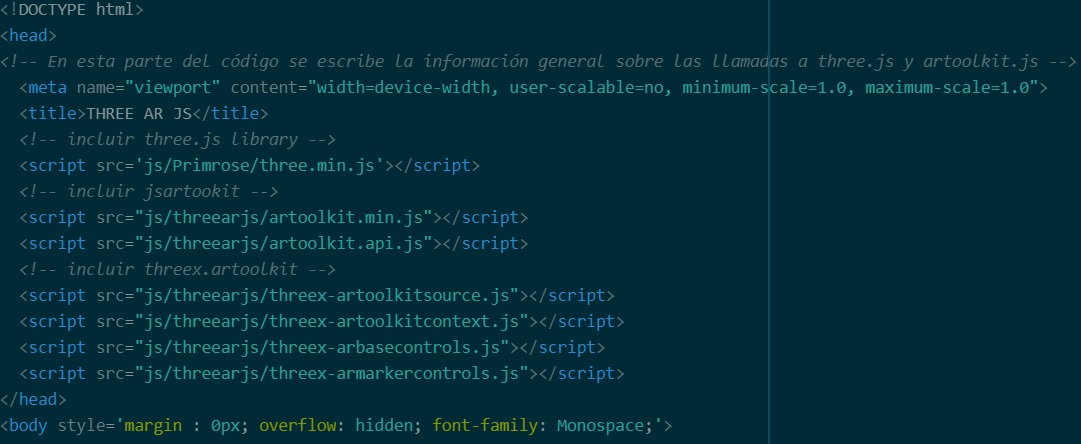 <!DOCTYPE html>
<head>
<!-- En esta parte del código se escribe la información general sobre las llamadas a three.js y artoolkit.js -->
<meta name="viewport" content="width=device-width, user-scalable=no, minimum-scale=1.0, maximum-scale=1.0">
<title>THREE AR JS</title>
<!-- incluir three.js library -->
<script src='js/Primrose/three.min.js'></script>
<!-- incluir jsartookit -->
<script src="js/threearjs/artoolkit.min.js"></script>
<script src="js/threearjs/artoolkit.api.js"></script>
<!-- incluir threex.artoolkit -->
<script src="js/threearjs/threex-artoolkitsource.js"></script>
<script src="js/threearjs/threex-artoolkitcontext.js"></script>
<script src="js/threearjs/threex-arbasecontrols.js"></script>
<script src="js/threearjs/threex-armarkercontrols.js"></script>
</head>
<body style='margin : 0px; overflow: hidden; font-family: Monospace;'>